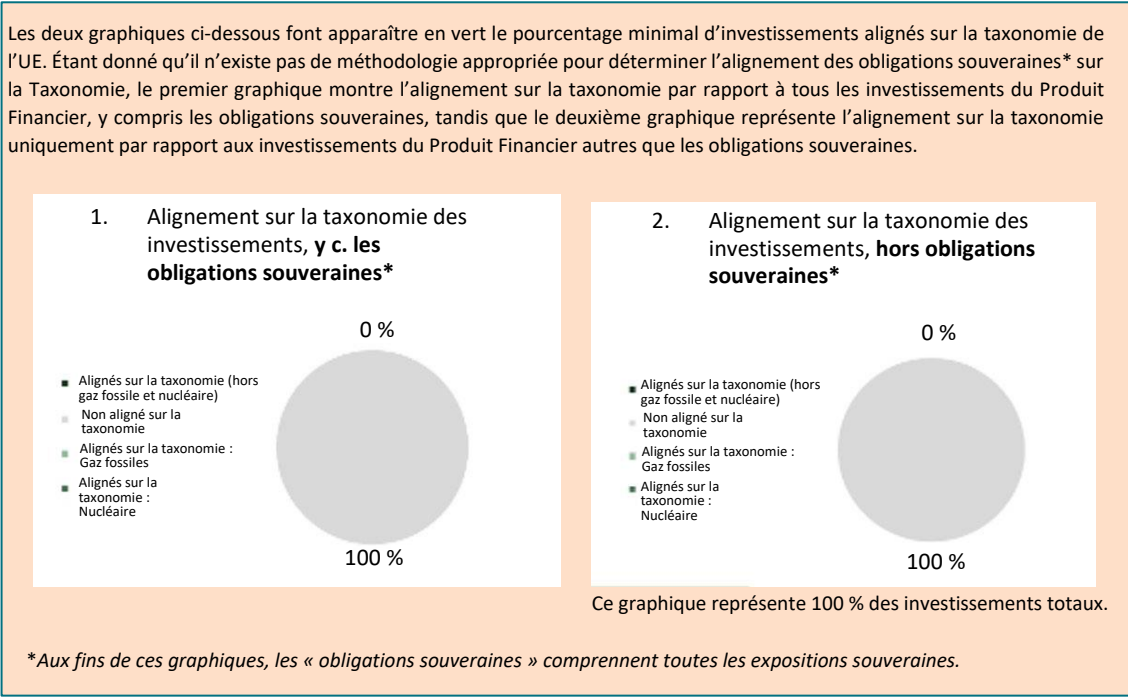 Les deux graphiques ci-dessous font apparaître en vert le pourcentage minimal d’investissements alignés sur la taxonomie de
l’UE. Étant donné qu’il n’existe pas de méthodologie appropriée pour déterminer l’alignement des obligations souveraines* sur
la Taxonomie, le premier graphique montre l’alignement sur la taxonomie par rapport à tous les investissements du Produit
Financier, y compris les obligations souveraines, tandis que le deuxième graphique représente l’alignement sur la taxonomie
uniquement par rapport aux investissements du Produit Financier autres que les obligations souveraines.
1. Alignement sur la taxonomie des
investissements, y c. les
obligations souveraines*
0 %
Alignés sur la taxonomie (hors
gaz fossile et nucléaire)
Non aligné sur la
taxonomie
Alignés sur la taxonomie :
Gaz fossiles
Alignés sur la
taxonomie :
Nucléaire
100 %
2. Alignement sur la taxonomie des
investissements, hors obligations
souveraines*
0 %
Alignés sur la taxonomie (hors
gaz fossile et nucléaire)
Non aligné sur la
taxonomie
Alignés sur la taxonomie :
Gaz fossiles
Alignés sur la
taxonomie :
Nucléaire
100 %
Ce graphique représente 100 % des investissements totaux.
*Aux fins de ces graphiques, les « obligations souveraines » comprennent toutes les expositions souveraines.